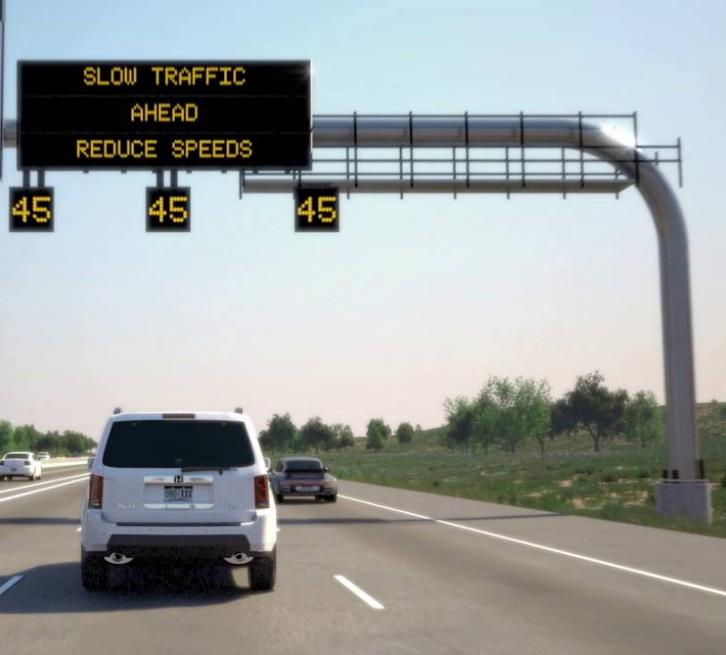 SLOW TRAFFIC
AHEAD
REDUCE SPEEDS
45 45 45